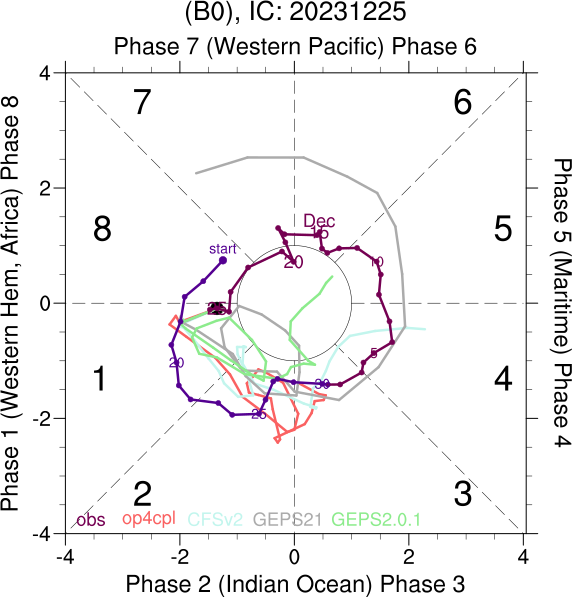 (B0), IC: 20231225
Phase 7 (Western Pacific) Phase 6
Phase 1 (Western Hem, Africa) Phase 8
Phase 5 (Maritime) Phase 4
4
2
0
-2
-4
7
6
8
5
1
4
2
3
start
Dec
15
20
10
5
25
20
25
30
obs
op4cpl
CFSv2
GEPS21
GEPS2.0.1
-4
-2
0
2
4
Phase 2 (Indian Ocean) Phase 3